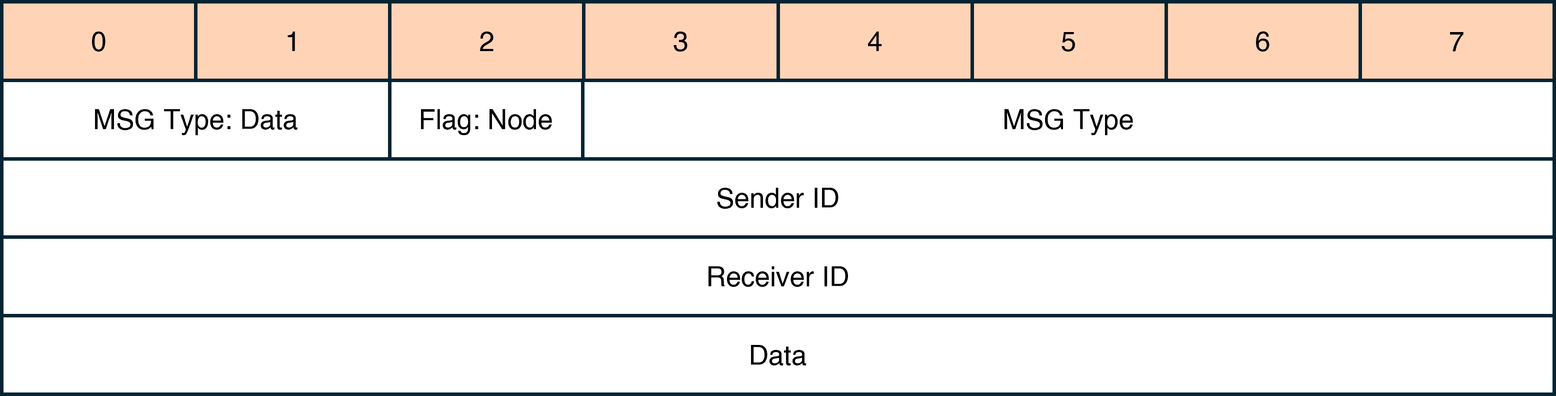 0 1 2 3 4 5 6 7
MSG Type: Data Flag: Node MSG Type
Sender ID
Receiver ID
Data